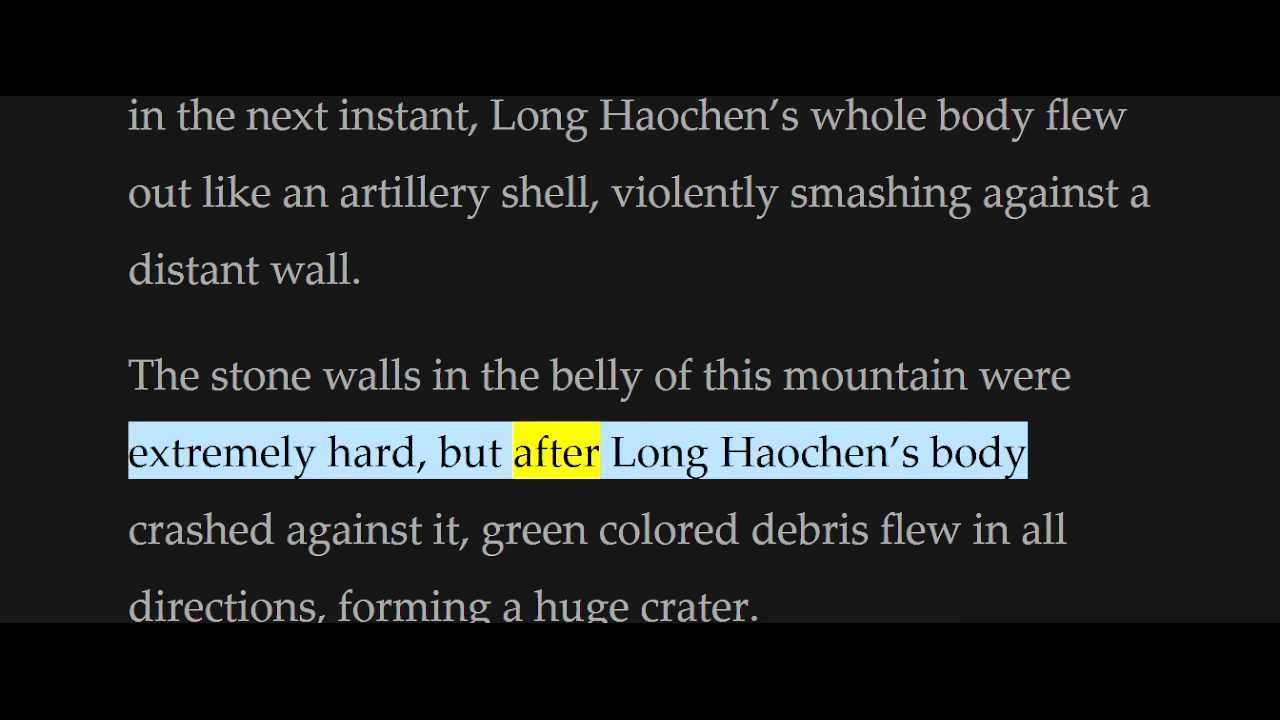 in the next instant, Long Haochen’s whole body flew
out like an artillery shell, violently smashing against a
distant wall.
The stone walls in the belly of this mountain were
extremely hard, but after Long Haochen’s body
crashed against it, green colored debris flew in all
directions, forming a huge crater.